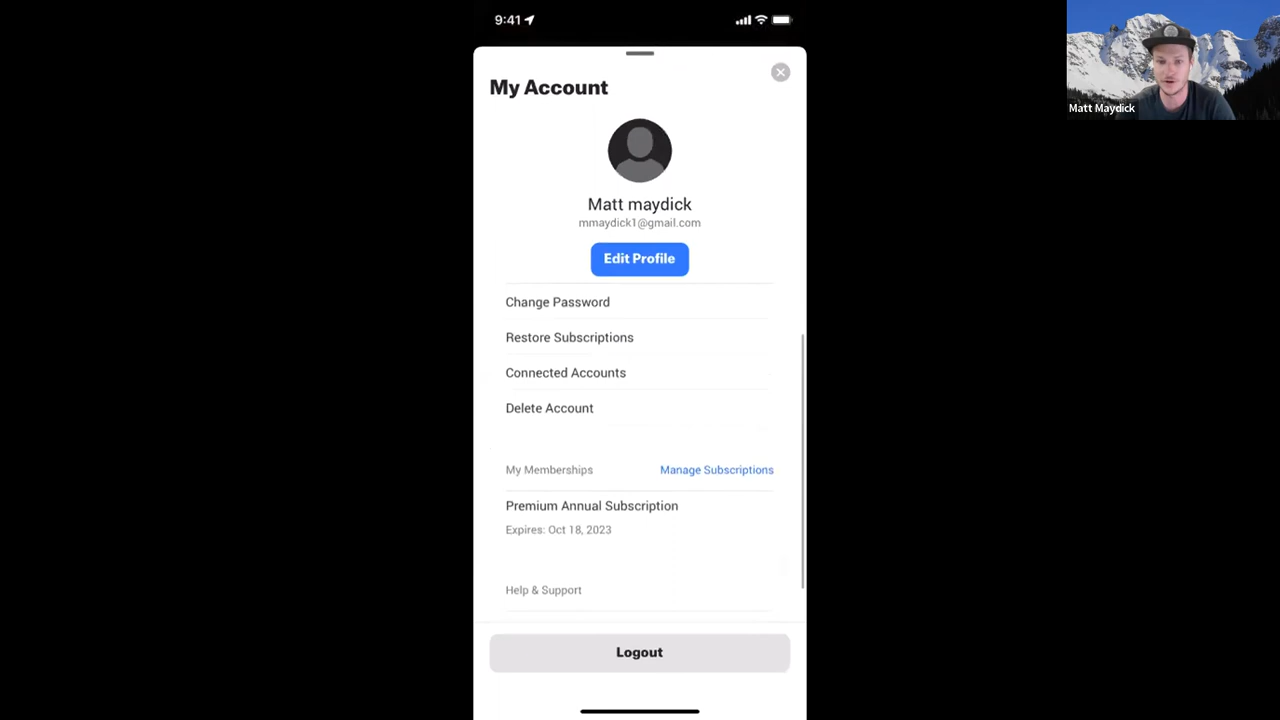 9:41
My Account
Matt maydick
mmaydick1@gmail.com
Edit Profile
Change Password
Restore Subscriptions
Connected Accounts
Delete Account
My Memberships Manage Subscriptions
Premium Annual Subscription
Expires: Oct 18, 2023
Help & Support
Logout
Matt Maydick